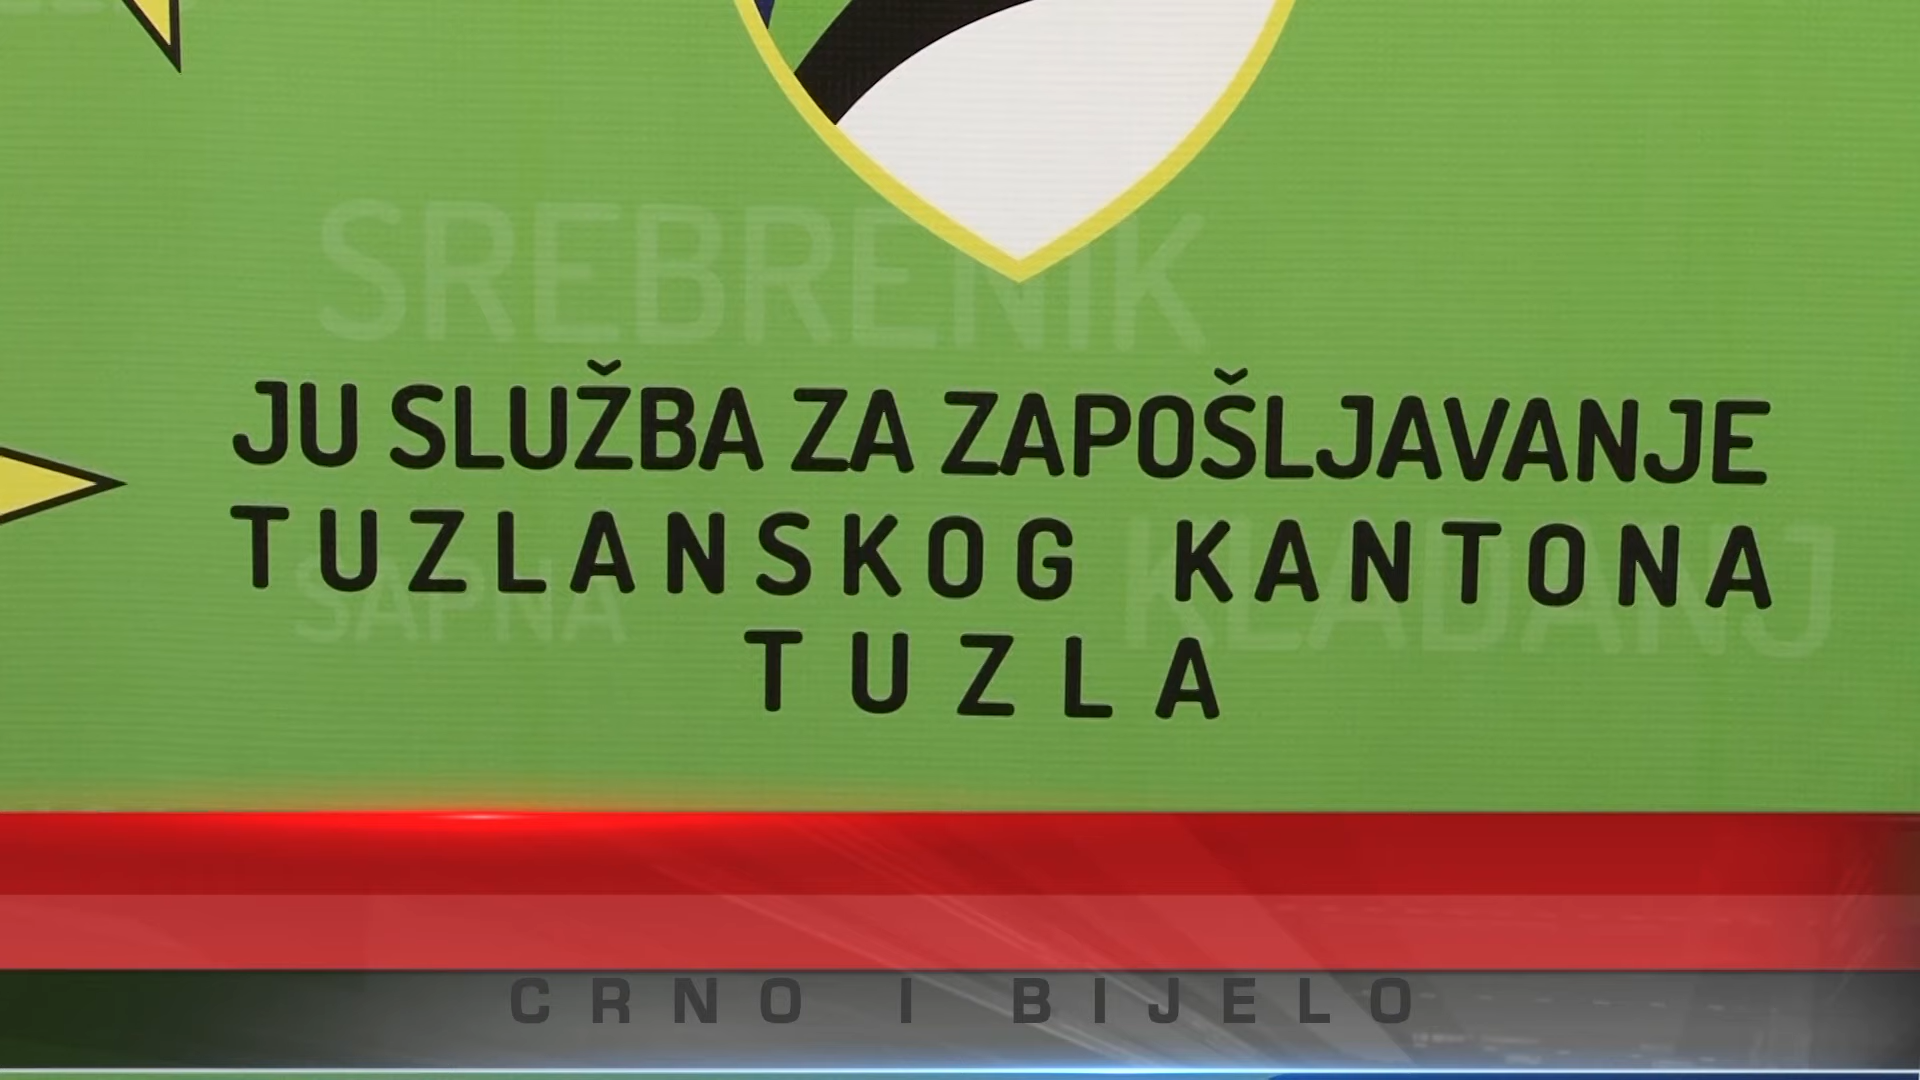 SREBRENIK
JU SLUŽBA ZA ZAPOŠLJAVANJE
TUZLANSKOG KANTONA
SAPNA
KLADANJ
TUZLA
CRNO I BIJELO